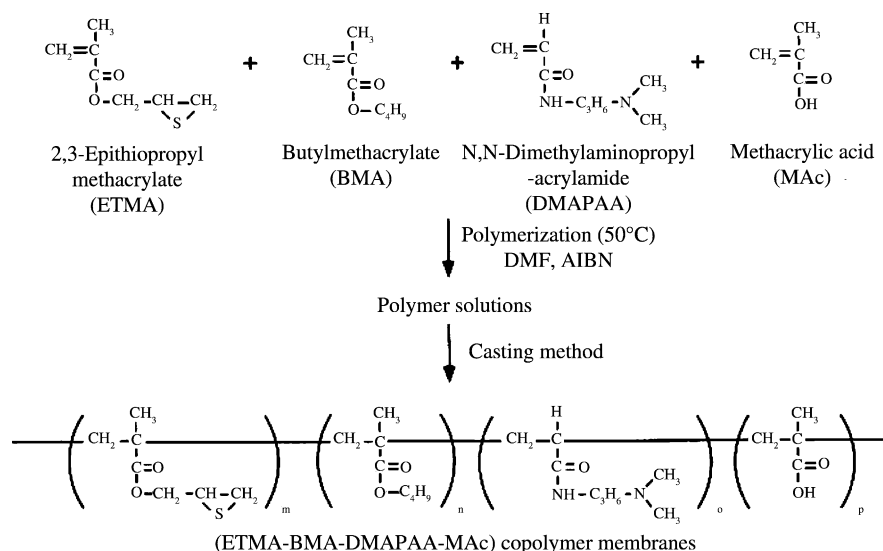 CH3 H CH3
CH2=C CH3 CH2=C CH2=C
C=O + CH2=C + C=O CH3 + C=O
O—CH2—CH—CH2 C=O NH—C3H6—N OH
S O—C4H9 CH3
2,3-Epithiopropyl methacrylate (ETMA)
Butylmethacrylate (BMA)
N,N-Dimethylaminopropyl -acrylamide (DMAPAA)
Methacrylic acid (MAc)
Polymerization (50°C)
DMF, AIBN
Polymer solutions
Casting method
CH3 CH3 H CH3
CH2—C CH2—C CH2—C CH2—C
C=O C=O C=O CH3 C=O
O—CH2—CH—CH2 O—C4H9 NH—C3H6—N OH
S m n CH3 o p
(ETMA-BMA-DMAPAA-MAc) copolymer membranes